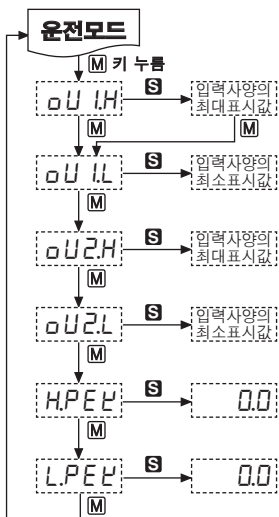 운전모드
M 키 누름
oU1.H S 입력사양의
최대표시값
M M
oU1.L S 입력사양의
최소표시값
M
oU2.H S 입력사양의
최대표시값
M
oU2.L S 입력사양의
최소표시값
M
H.PEK S 0.0
M
L.PEK S 0.0
M